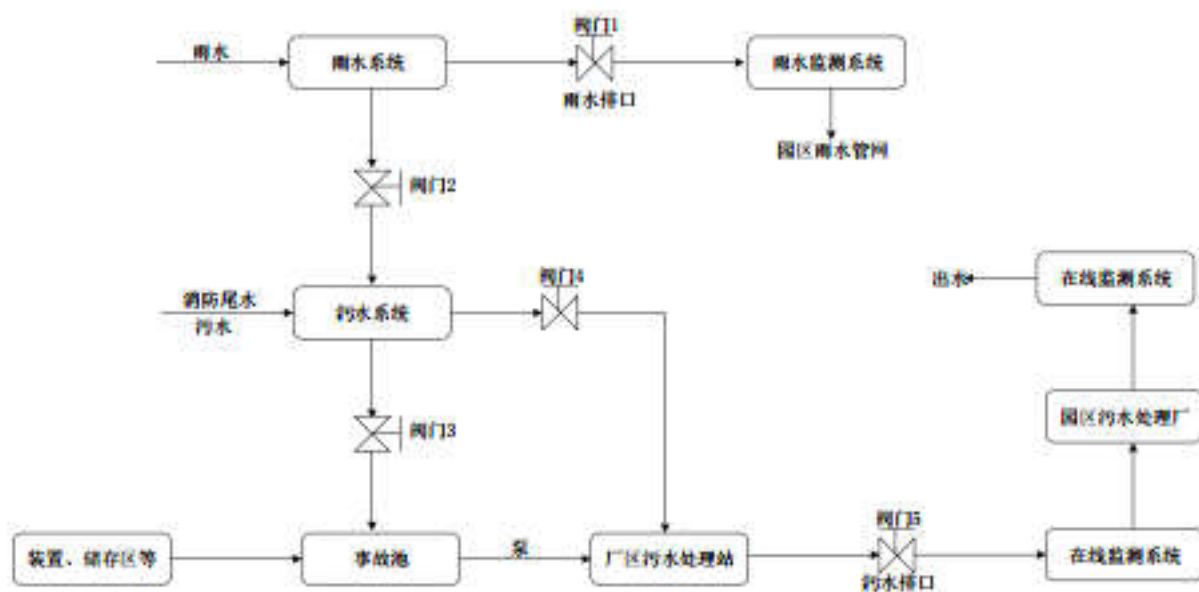 阀门1
雨水
雨水系统
雨水监测系统
雨水排口
园区雨水管网
阀门2
阀门4
出水
在线监测系统
消防尾水
污水
污水系统
阀门3
园区污水处理厂
阀门5
装置、储存区等
事故池
泵
厂区污水处理站
污水排口
在线监测系统